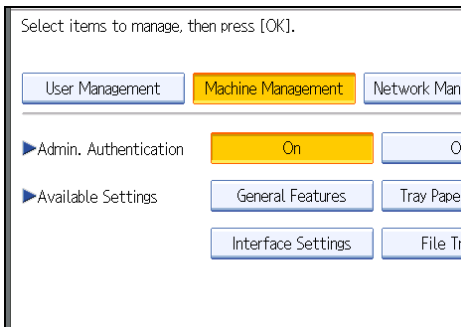 Select items to manage, then press [OK].
User Management Machine Management Network Man
▶Admin. Authentication On O
▶Available Settings General Features Tray Pape
Interface Settings File Tr